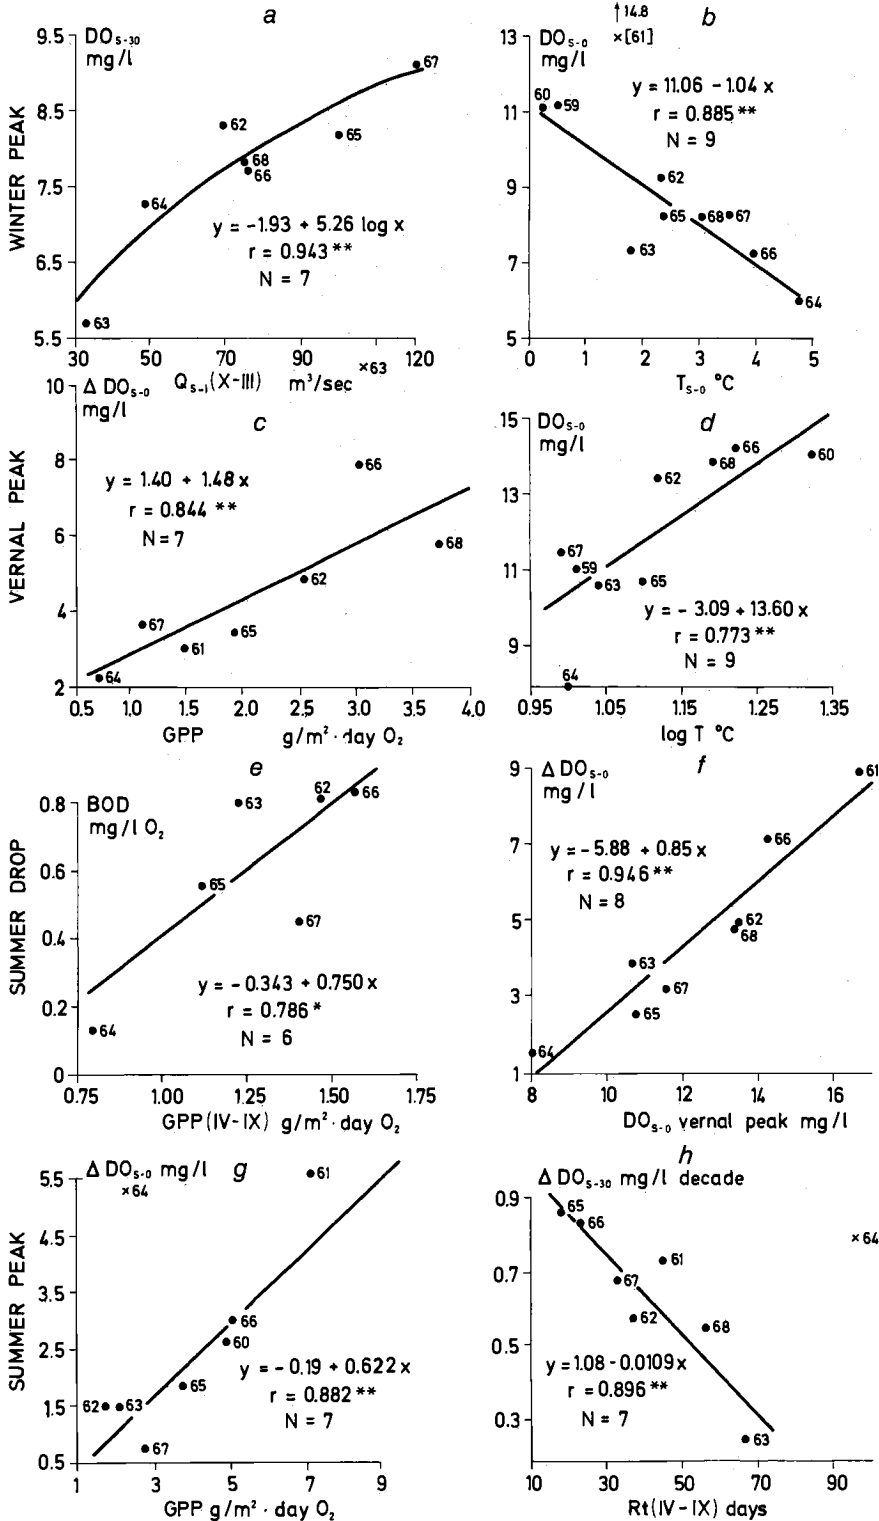 a
9.5
8.5
7.5
6.5
5.5
WINTER PEAK
DO S-30
mg/l
67
62
65
68
66
64
63
y = -1.93 + 5.26 log x
r = 0.943 **
N = 7
30 50 70 90 120
Q S-1 (X-III) m³/sec
×63
b
↑ 14.8
× [61]
13
11
9
7
5
DO S-0
mg/l
60
59
62
65
68
67
63
66
64
y = 11.06 - 1.04 x
r = 0.885 **
N = 9
0 1 2 3 4 5
T S-0 °C
c
10
8
6
4
2
VERNAL PEAK
Δ DO S-0
mg/l
66
68
62
67
61
65
64
y = 1.40 + 1.48 x
r = 0.844 **
N = 7
0.5 1.0 1.5 2.0 2.5 3.0 3.5 4.0
GPP g/m² · day O₂
d
15
13
11
9
DO S-0
mg/l
66
68
60
62
67
59
63
65
64
y = - 3.09 + 13.60 x
r = 0.773 **
N = 9
0.95 1.05 1.15 1.25 1.35
log T °C
e
0.8
0.6
0.4
0.2
0
SUMMER DROP
BOD
mg/l O₂
63
62
66
65
67
64
y = - 0.343 + 0.750 x
r = 0.786 *
N = 6
0.75 1.00 1.25 1.50 1.75
GPP (IV-IX) g/m² · day O₂
f
9
7
5
3
1
Δ DO S-0
mg/l
61
66
62
68
63
67
65
64
y = - 5.88 + 0.85 x
r = 0.946 **
N = 8
8 10 12 14 16
DO S-0 vernal peak mg/l
g
5.5
4.5
3.5
2.5
1.5
0.5
SUMMER PEAK
Δ DO S-0 mg/l
× 64
61
66
60
65
62
63
67
y = -0.19 + 0.622 x
r = 0.882 **
N = 7
1 3 5 7 9
GPP g/m² · day O₂
h
0.9
0.7
0.5
0.3
Δ DO S-30 mg/l decade
65
66
61
× 64
67
62
68
63
y = 1.08 - 0.0109 x
r = 0.896 **
N = 7
10 30 50 70 90
Rt (IV-IX) days